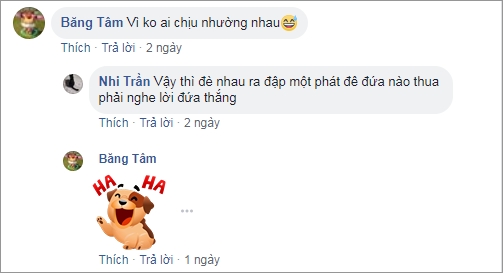 Băng Tâm Vì ko ai chịu nhường nhau
Thích · Trả lời · 2 ngày
Nhi Trần Vậy thì đè nhau ra đập một phát đê đứa nào thua
phải nghe lời đứa thắng
Thích · Trả lời · 2 ngày
Băng Tâm
HA HA
Thích · Trả lời · 1 ngày